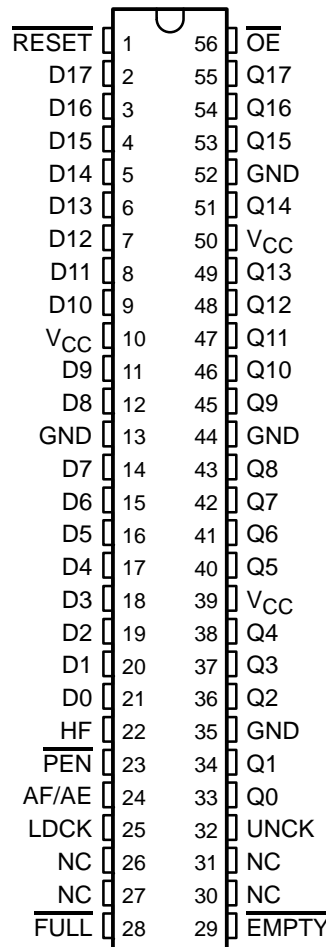 RESET 1 56 OE
D17 2 55 Q17
D16 3 54 Q16
D15 4 53 Q15
D14 5 52 GND
D13 6 51 Q14
D12 7 50 VCC
D11 8 49 Q13
D10 9 48 Q12
VCC 10 47 Q11
D9 11 46 Q10
D8 12 45 Q9
GND 13 44 GND
D7 14 43 Q8
D6 15 42 Q7
D5 16 41 Q6
D4 17 40 Q5
D3 18 39 VCC
D2 19 38 Q4
D1 20 37 Q3
D0 21 36 Q2
HF 22 35 GND
PEN 23 34 Q1
AF/AE 24 33 Q0
LDCK 25 32 UNCK
NC 26 31 NC
NC 27 30 NC
FULL 28 29 EMPTY